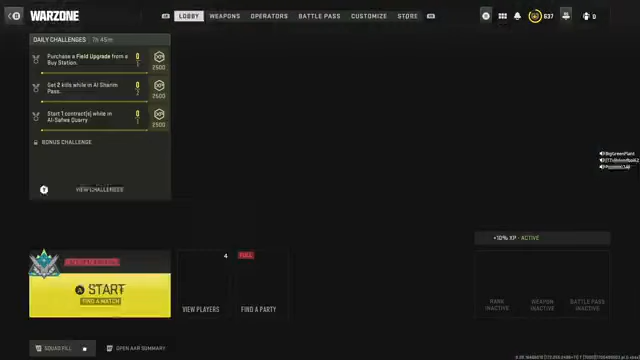 WARZONE
LOBBY WEAPONS OPERATORS BATTLE PASS CUSTOMIZE STORE
637
0
DAILY CHALLENGES | 7h 45m
Purchase a Field Upgrade from a
Buy Station.
0
1
2500
Get 2 kills while in Al Sharim
Pass.
0
2
2500
Start 1 contract(s) while in
Al-Safwa Quarry.
0
1
2500
BONUS CHALLENGE
VIEW CHALLENGES
BigGreenPlant
+10% XP - ACTIVE
A START
FIND A MATCH
4
VIEW PLAYERS
FULL
FIND A PARTY
RANK
INACTIVE
WEAPON
INACTIVE
BATTLE PASS
INACTIVE
SQUAD FILL
OPEN AAR SUMMARY